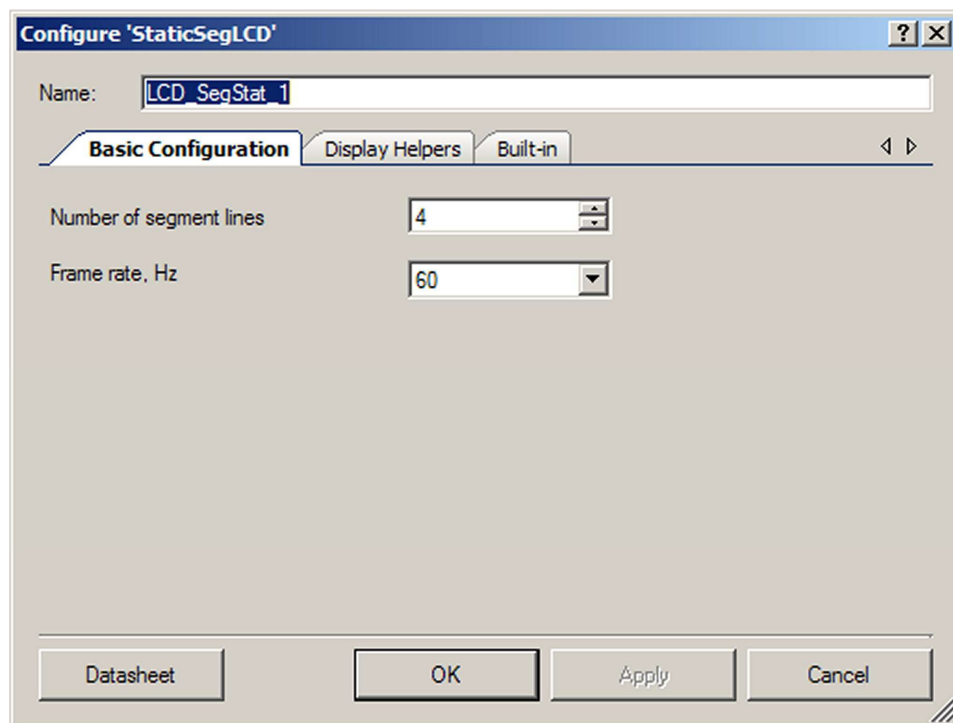 Configure 'StaticSegLCD'
Name: LCD_SegStat_1
Basic Configuration Display Helpers Built-in
Number of segment lines 4
Frame rate, Hz 60
Datasheet OK Apply Cancel